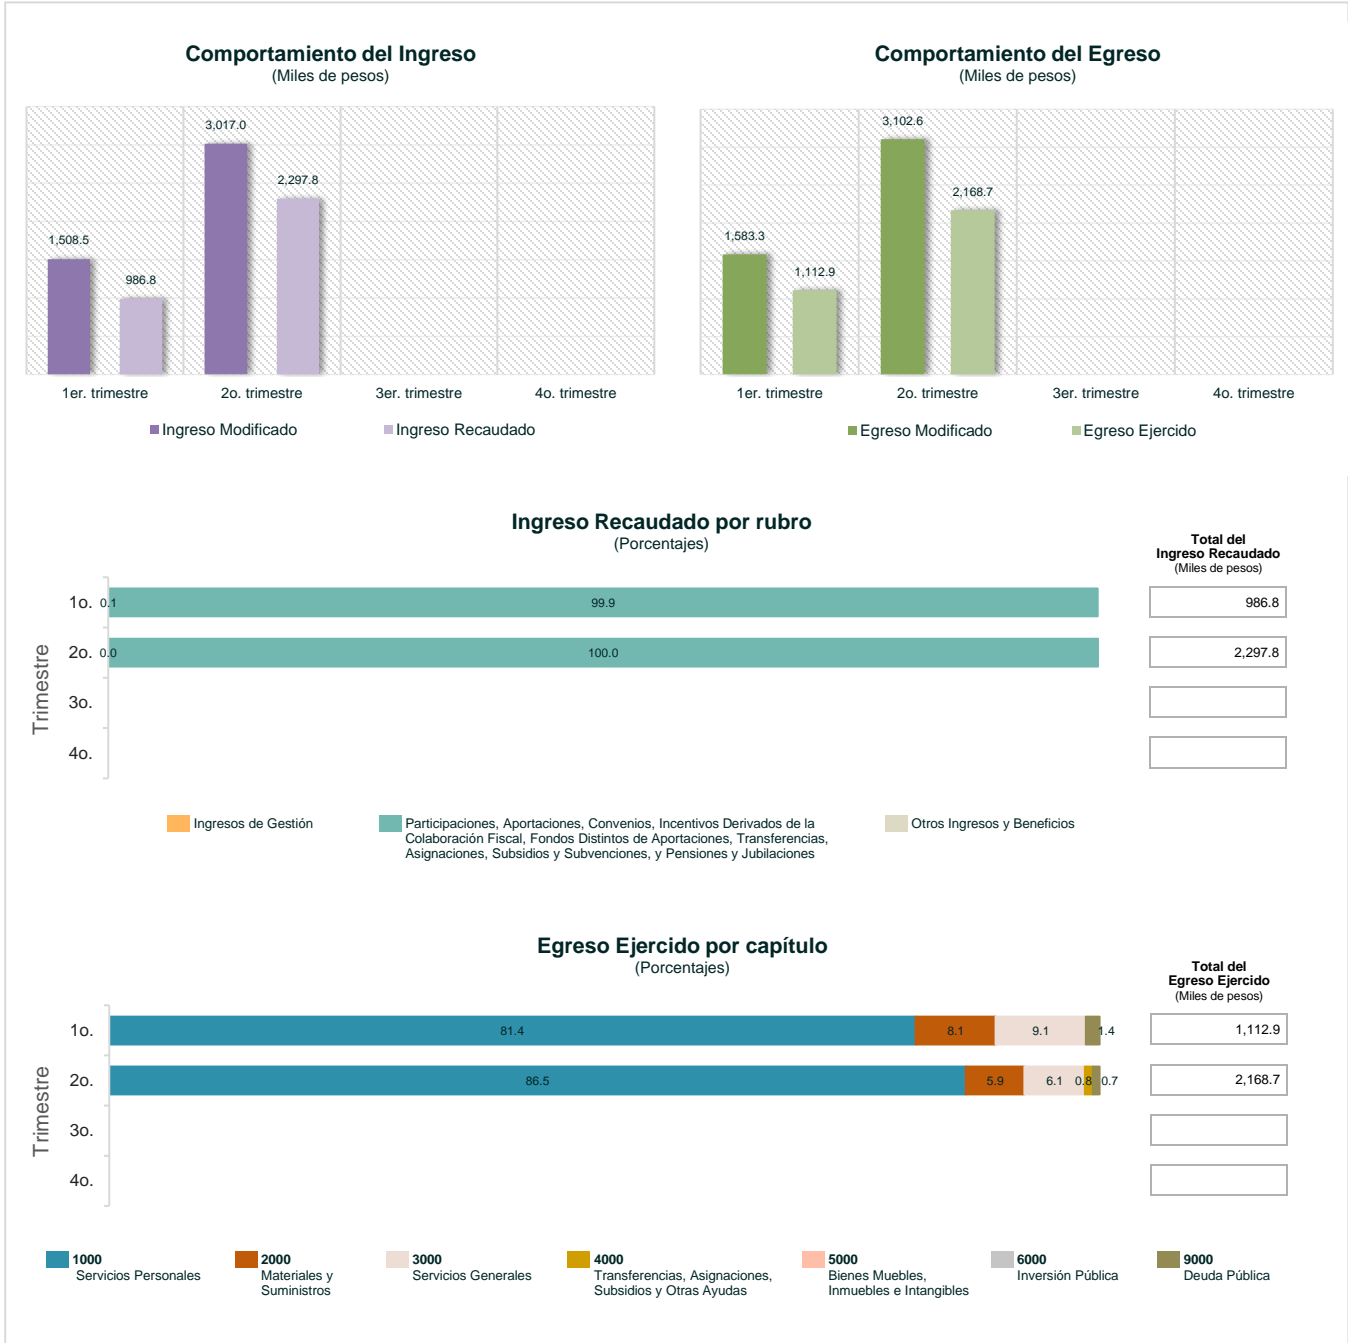 Comportamiento del Ingreso
(Miles de pesos)
3,017.0
2,297.8
1,508.5
986.8
1er. trimestre
2o. trimestre
3er. trimestre
4o. trimestre
Ingreso Modificado
Ingreso Recaudado
Comportamiento del Egreso
(Miles de pesos)
3,102.6
2,168.7
1,583.3
1,112.9
1er. trimestre
2o. trimestre
3er. trimestre
4o. trimestre
Egreso Modificado
Egreso Ejercido
Ingreso Recaudado por rubro
(Porcentajes)
Total del
Ingreso Recaudado
(Miles de pesos)
Trimestre
1o. 0.1 99.9 986.8
2o. 0.0 100.0 2,297.8
3o.
4o.
Ingresos de Gestión
Participaciones, Aportaciones, Convenios, Incentivos Derivados de la
Colaboración Fiscal, Fondos Distintos de Aportaciones, Transferencias,
Asignaciones, Subsidios y Subvenciones, y Pensiones y Jubilaciones
Otros Ingresos y Beneficios
Egreso Ejercido por capítulo
(Porcentajes)
Total del
Egreso Ejercido
(Miles de pesos)
Trimestre
1o. 81.4 8.1 9.1 1.4 1,112.9
2o. 86.5 5.9 6.1 0.8 0.7 2,168.7
3o.
4o.
1000
Servicios Personales
2000
Materiales y
Suministros
3000
Servicios Generales
4000
Transferencias, Asignaciones,
Subsidios y Otras Ayudas
5000
Bienes Muebles,
Inmuebles e Intangibles
6000
Inversión Pública
9000
Deuda Pública